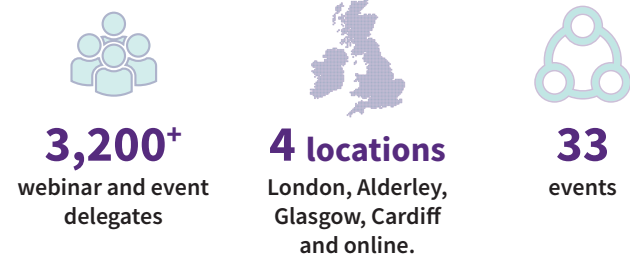 3,200+
webinar and event
delegates
4 locations
London, Alderley,
Glasgow, Cardiff
and online.
33
events